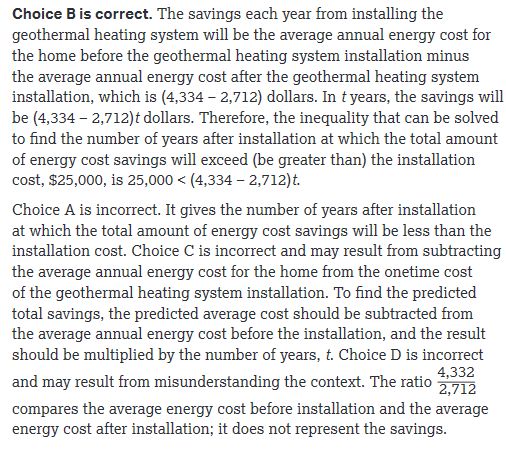 Choice B is correct. The savings each year from installing the
geothermal heating system will be the average annual energy cost for
the home before the geothermal heating system installation minus
the average annual energy cost after the geothermal heating system
installation, which is (4,334 – 2,712) dollars. In t years, the savings will
be (4,334 – 2,712)t dollars. Therefore, the inequality that can be solved
to find the number of years after installation at which the total amount
of energy cost savings will exceed (be greater than) the installation
cost, $25,000, is 25,000 < (4,334 – 2,712)t.
Choice A is incorrect. It gives the number of years after installation
at which the total amount of energy cost savings will be less than the
installation cost. Choice C is incorrect and may result from subtracting
the average annual energy cost for the home from the onetime cost
of the geothermal heating system installation. To find the predicted
total savings, the predicted average cost should be subtracted from
the average annual energy cost before the installation, and the result
should be multiplied by the number of years, t. Choice D is incorrect
and may result from misunderstanding the context. The ratio 4,332/2,712
compares the average energy cost before installation and the average
energy cost after installation; it does not represent the savings.